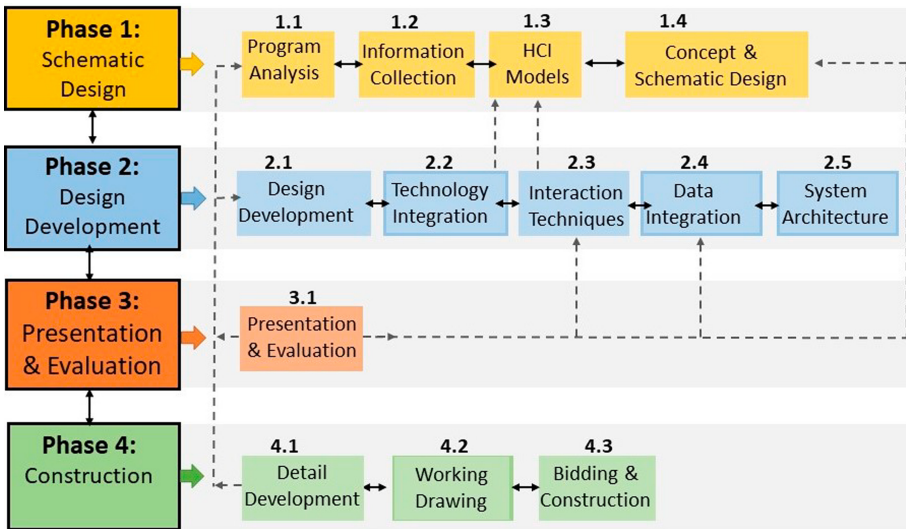 Phase 1:
Schematic
Design
1.1
Program
Analysis
1.2
Information
Collection
1.3
HCI
Models
1.4
Concept &
Schematic Design
Phase 2:
Design
Development
2.1
Design
Development
2.2
Technology
Integration
2.3
Interaction
Techniques
2.4
Data
Integration
2.5
System
Architecture
Phase 3:
Presentation
& Evaluation
3.1
Presentation
& Evaluation
Phase 4:
Construction
4.1
Detail
Development
4.2
Working
Drawing
4.3
Bidding &
Construction